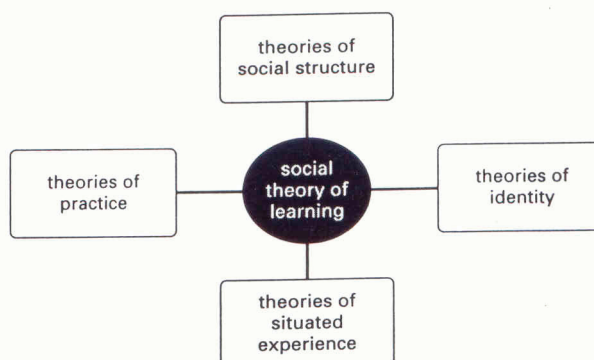 theories of
social structure
theories of
practice
social
theory of
learning
theories of
identity
theories of
situated
experience